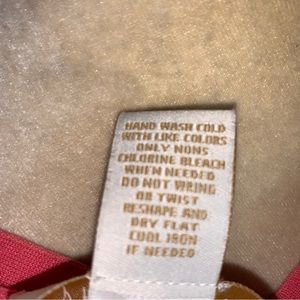 HAND WASH COLD
WITH LIKE COLORS
ONLY NONS
CHLORINE BLEACH
WHEN NEEDED
DO NOT WRING
OR TWIST
RESHAPE AND
DRY FLAT
COOL IRON
IF NEEDED